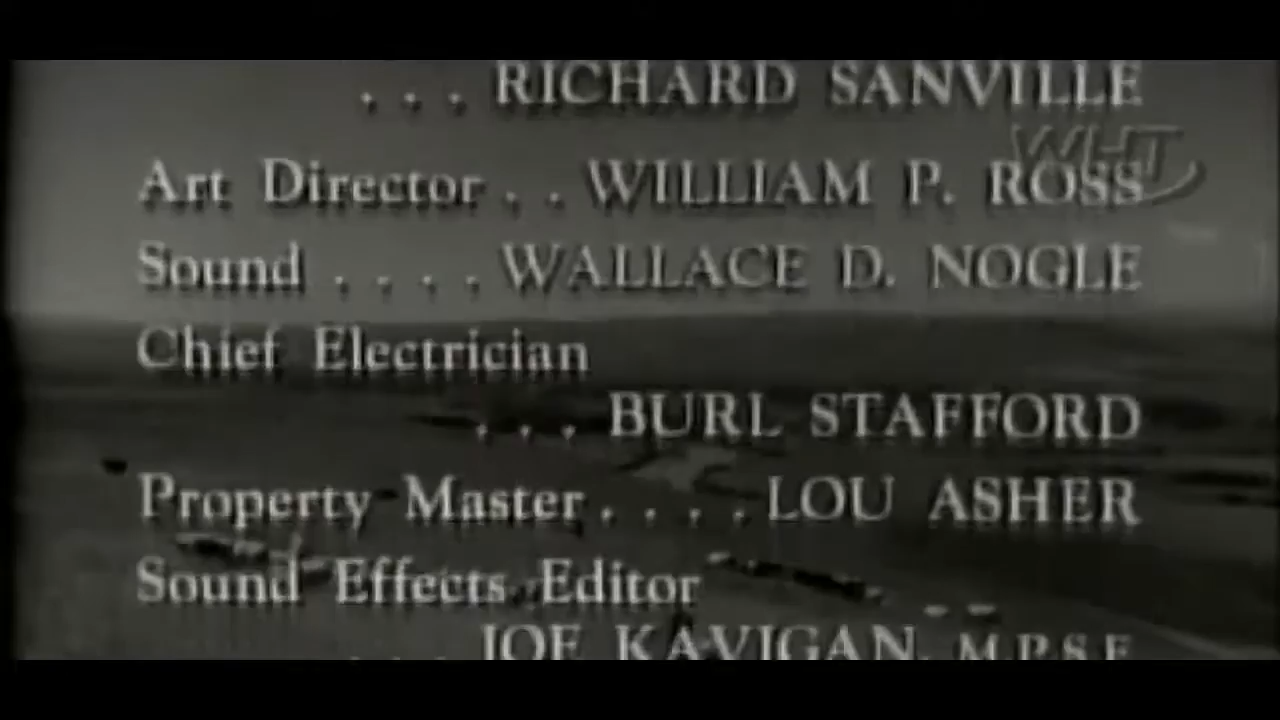 . . . RICHARD SANVILLE
WHT
Art Director . . WILLIAM P. ROSS
Sound . . . . WALLACE D. NOGLE
Chief Electrician
. . . BURL STAFFORD
Property Master . . . . LOU ASHER
Sound Effects Editor
. . . JOE KAVIGAN, M.P.S.E.